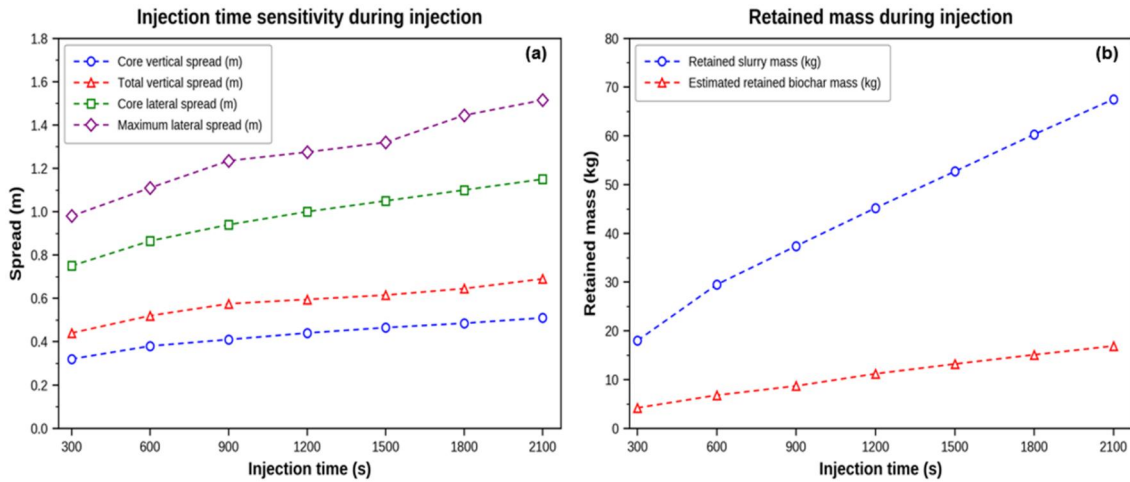 Injection time sensitivity during injection
(a)
Core vertical spread (m)
Total vertical spread (m)
Core lateral spread (m)
Maximum lateral spread (m)
Spread (m)
1.8
1.6
1.4
1.2
1.0
0.8
0.6
0.4
0.2
0.0
300 600 900 1200 1500 1800 2100
Injection time (s)
Retained mass during injection
(b)
Retained slurry mass (kg)
Estimated retained biochar mass (kg)
Retained mass (kg)
80
70
60
50
40
30
20
10
0
300 600 900 1200 1500 1800 2100
Injection time (s)